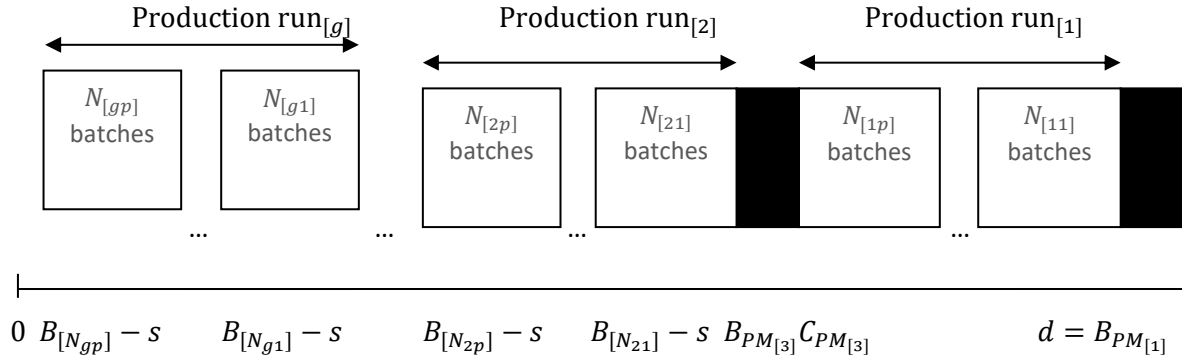 Production run[g] Production run[2] Production run[1]
N[gp] batches
N[g1] batches
N[2p] batches
N[21] batches
N[1p] batches
N[11] batches
... ... ... ...
0 B[Ngp] − s B[Ng1] − s B[N2p] − s B[N21] − s BPM[3] CPM[3] d = BPM[1]